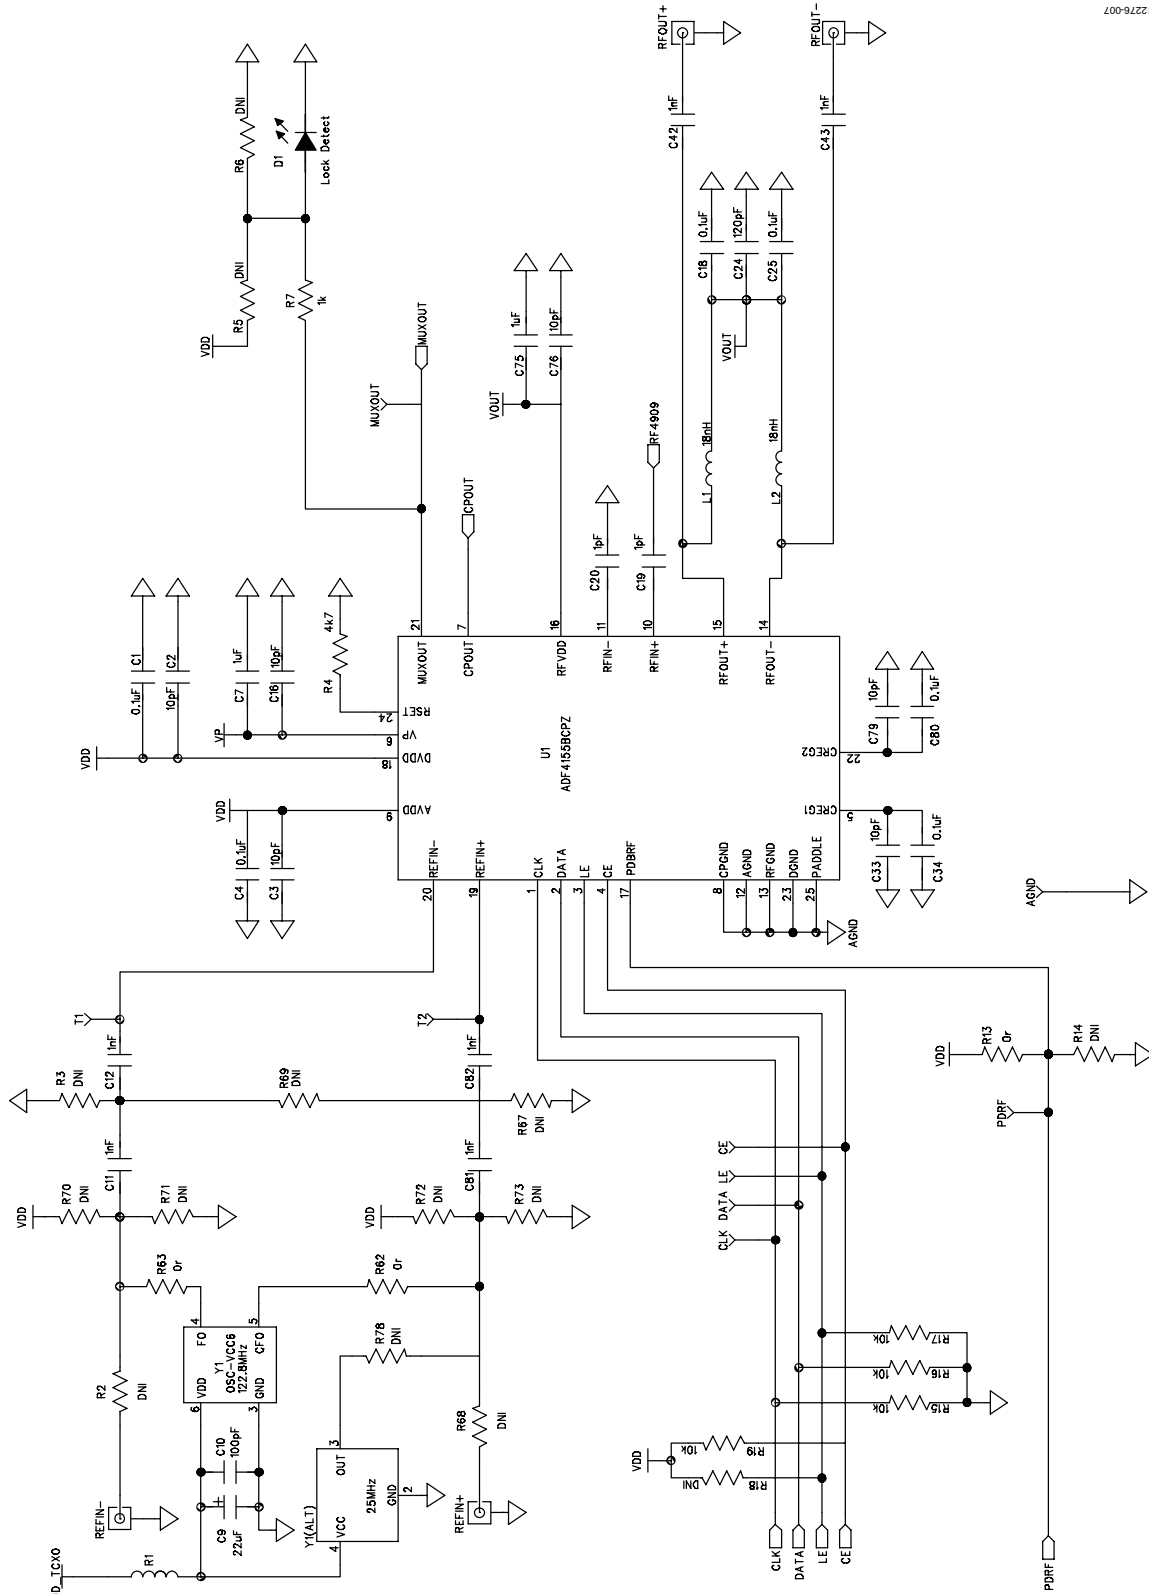 12276-007
RFOUT+
RFOUT-
C42
1nF
C43
1nF
R6
DNI
D1
Lock Detect
R5
DNI
VDD
R7
1k
C18
0.1uF
C24
120pF
C25
0.1uF
VOUT
MUXOUT
MUXOUT
C75
1uF
C76
10pF
VOUT
CPOUT
RF4909
L1
18nH
L2
18nH
C20
1pF
C19
1pF
C1
0.1uF
C2
10pF
C7
1uF
C16
10pF
R4
4k7
VDD
VP
VDD
C4
0.1uF
C3
10pF
21
MUXOUT
7
CPOUT
16
RFVDD
11
RFIN-
10
RFIN+
15
RFOUT+
14
RFOUT-
24
RSET
6
VP
18
DVDD
9
AVDD
U1
ADF4155BCPZ
CREG2
22
CREG1
5
C79
10pF
C80
0.1uF
C33
10pF
C34
0.1uF
20
REFIN-
19
REFIN+
1
CLK
2
DATA
3
LE
4
CE
17
PDBRF
8
CPGND
12
AGND
13
RFGND
23
DGND
25
PADDLE
AGND
AGND
T1
T2
C12
1nF
C82
1nF
R3
DNI
R69
DNI
R67
DNI
C11
1nF
C81
1nF
VDD
R70
DNI
R71
DNI
VDD
R72
DNI
R73
DNI
R63
0r
R62
0r
R78
DNI
R2
DNI
R68
DNI
4
FO
5
CFO
Y1
OSC-VCC6
122.8MHz
6
VDD
3
GND
C10
100pF
C9
+
22uF
REFIN-
REFIN+
Y1(ALT)
25MHz
3
OUT
4
VCC
GND
2
R1
D_TCXO
CE
LE
DATA
CLK
R17
10k
R16
10k
R15
10k
R19
10k
R18
DNI
VDD
CLK
DATA
LE
CE
VDD
R13
0r
R14
DNI
PDRF
PDRF